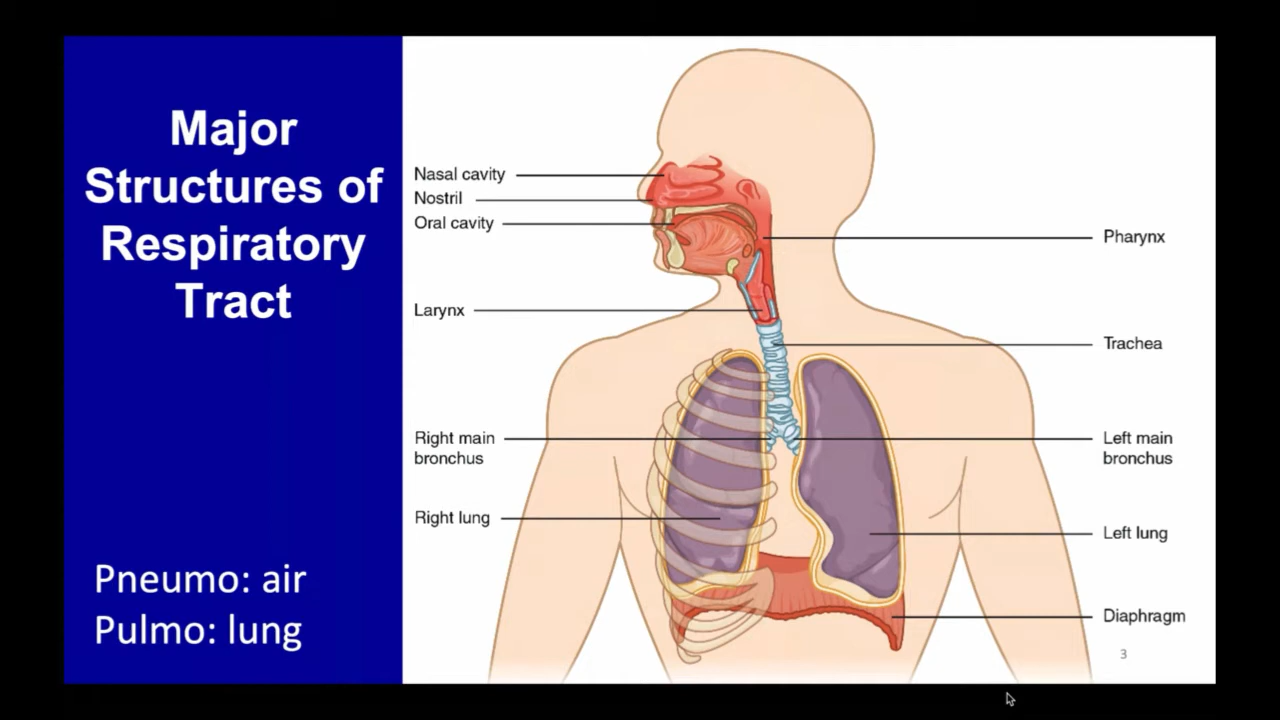 Major
Structures of
Respiratory
Tract
Pneumo: air
Pulmo: lung
Nasal cavity
Nostril
Oral cavity
Larynx
Right main
bronchus
Right lung
Pharynx
Trachea
Left main
bronchus
Left lung
Diaphragm
3